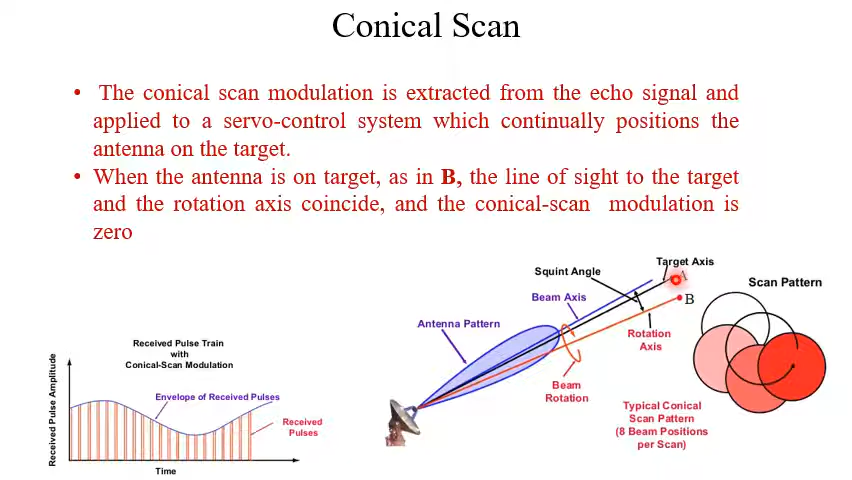 Conical Scan
• The conical scan modulation is extracted from the echo signal and
applied to a servo-control system which continually positions the
antenna on the target.
• When the antenna is on target, as in B, the line of sight to the target
and the rotation axis coincide, and the conical-scan modulation is
zero
Received Pulse Train
with
Conical-Scan Modulation
Envelope of Received Pulses
Received
Pulses
Received Pulse Amplitude
Time
Target Axis
Squint Angle
A
Beam Axis
B
Antenna Pattern
Rotation
Axis
Beam
Rotation
Scan Pattern
Typical Conical
Scan Pattern
(8 Beam Positions
per Scan)